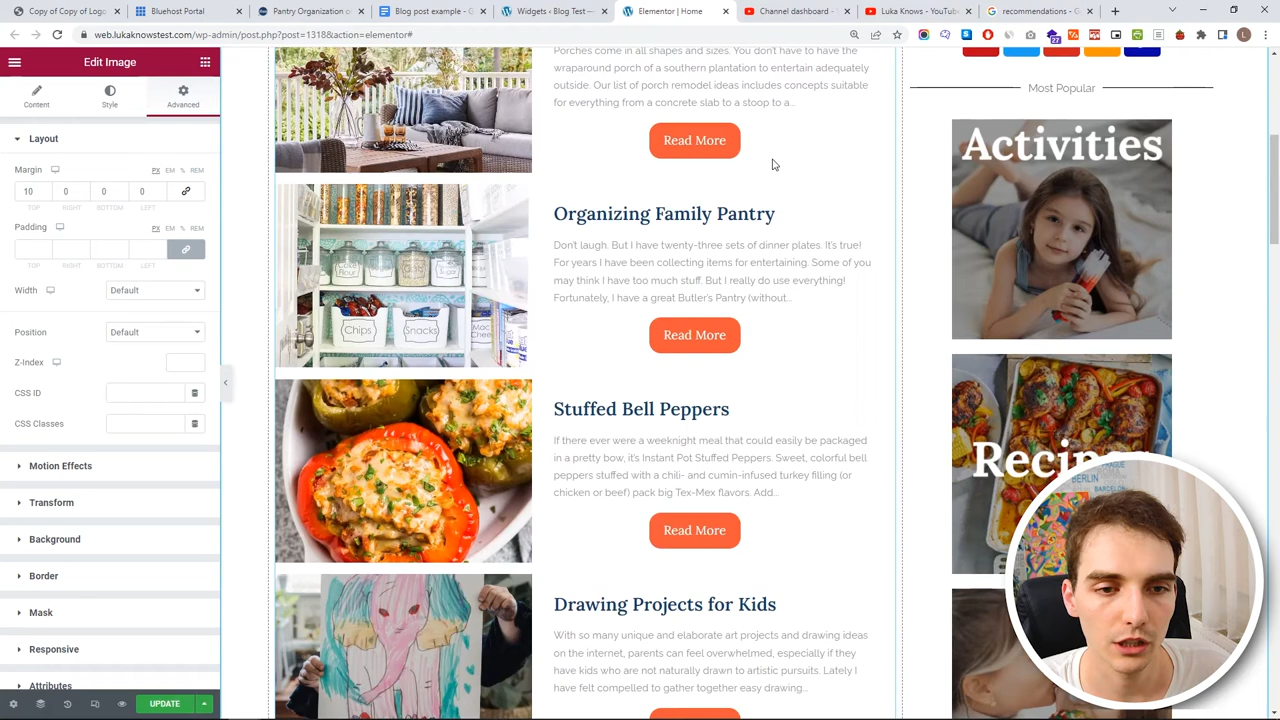 Pantry Organization o
Bluehost Portal
Pantry Organization Id
Blog post example - G
Widgets ‹ Blog Test —
Elementor Home
Channel dashboard -
Luka Knows - YouTub
recommendations - G
web.lukaknowstest.com/wp-admin/post.php?post=1318&action=elementor#
27
L
Edit Image
Content
Style
Advanced
Layout
Margin
PX EM % REM
10 0 0 0
TOP RIGHT BOTTOM LEFT
Padding
PX EM % REM
TOP RIGHT BOTTOM LEFT
Width
Default
Position
Default
Z-Index
CSS ID
CSS Classes
Motion Effects
Transform
Background
Border
Mask
Responsive
Attributes
UPDATE
Porches come in all shapes and sizes. You don't have to have the
wraparound porch of a southern plantation to entertain adequately
outside. Our list of porch remodel ideas includes concepts suitable
for everything from a concrete slab to a stoop to a...
Read More
Organizing Family Pantry
Don't laugh. But I have twenty-three sets of dinner plates. It's true!
For years I have been collecting items for entertaining. Some of you
may think I have too much stuff. But I really do use everything!
Fortunately, I have a great Butler's Pantry (without...
Read More
Flour
Sugar
Chips
Snacks
Mac
Chee
Stuffed Bell Peppers
If there ever were a weeknight meal that could easily be packaged
in a pretty bow, it's Instant Pot Stuffed Peppers. Sweet, colorful bell
peppers stuffed with a chili- and cumin-infused turkey filling (or
chicken or beef) pack big Tex-Mex flavors. Add...
Read More
Drawing Projects for Kids
With so many unique and elaborate art projects and drawing ideas
on the internet, parents can feel overwhelmed, especially if they
have kids who are not naturally drawn to artistic pursuits. Lately I
have felt compelled to gather together easy drawing...
Most Popular
Activities
Recipes
PRAGUE
BERLIN
BARCELON